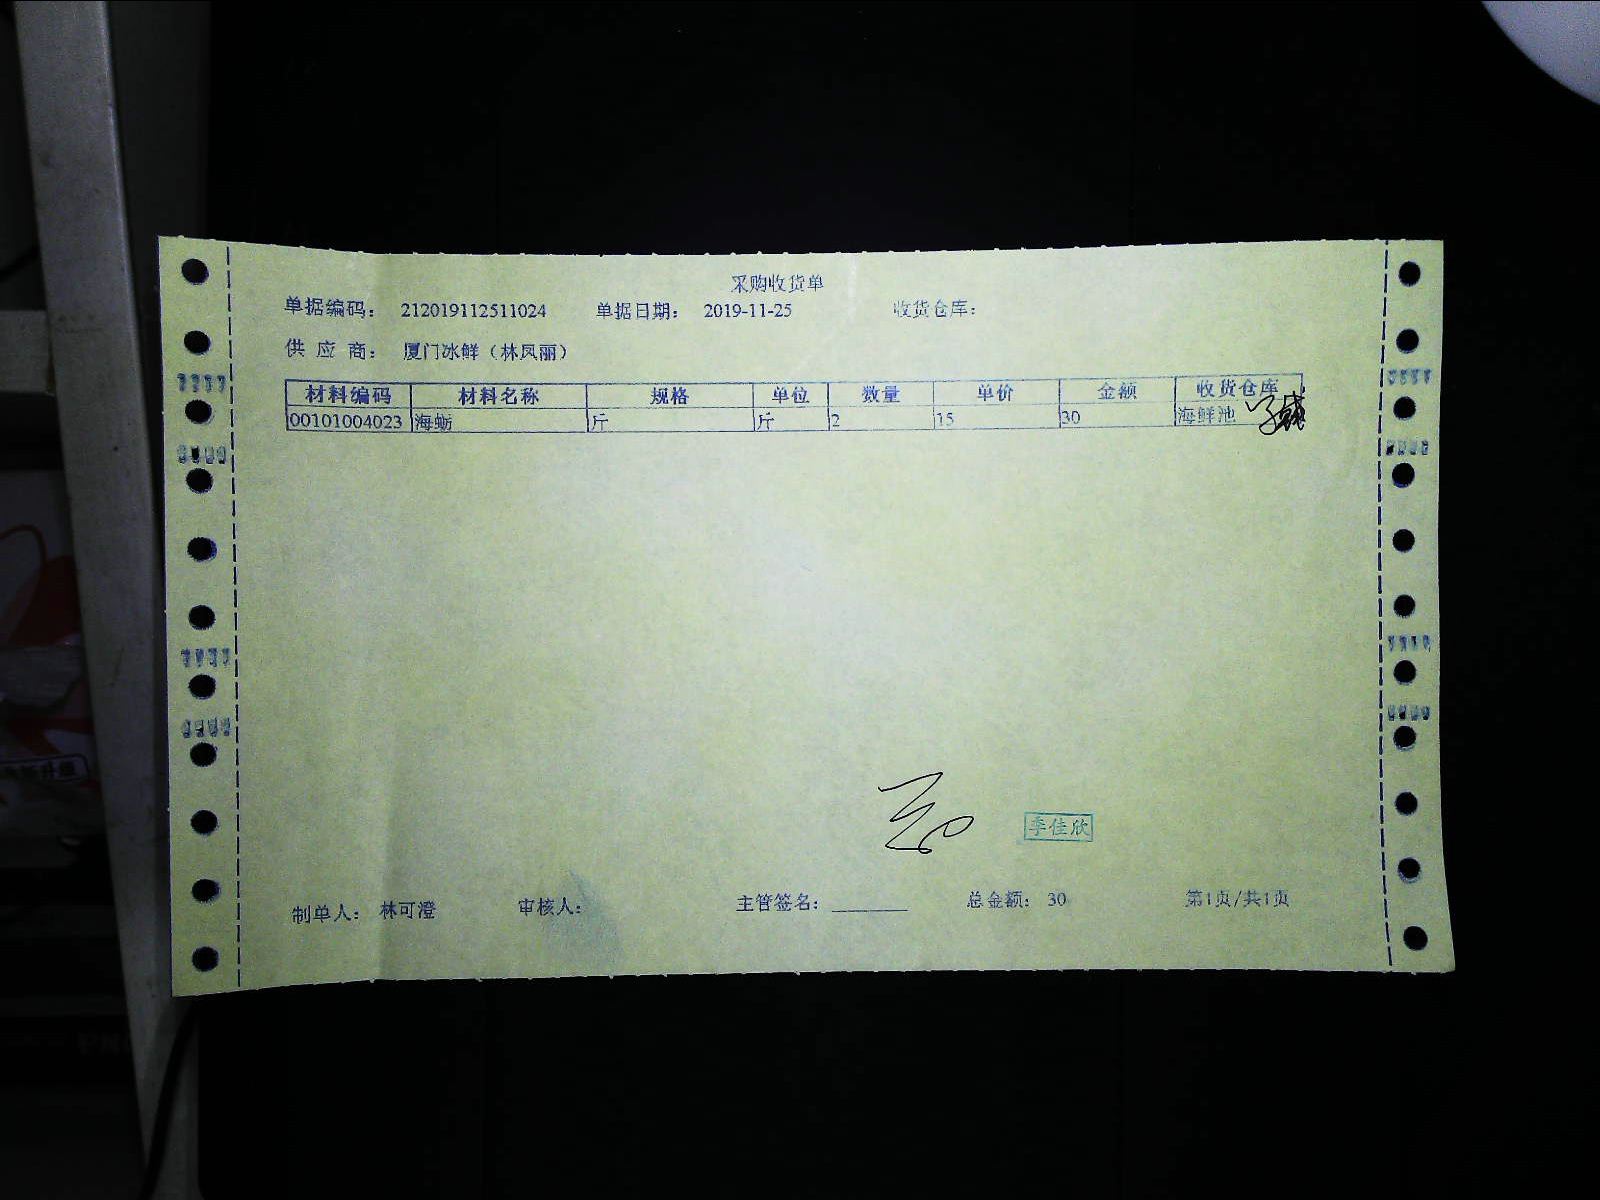 采购收货单
单据编码： 212019112511024 单据日期： 2019-11-25 收货仓库：
供 应 商： 厦门冰鲜（林凤丽）
材料编码 材料名称 规格 单位 数量 单价 金额 收货仓库
00101004023 海蛎 斤 斤 2 15 30 海鲜池
李佳欣
制单人： 林可澄 审核人： 主管签名： 总金额： 30 第1页/共1页